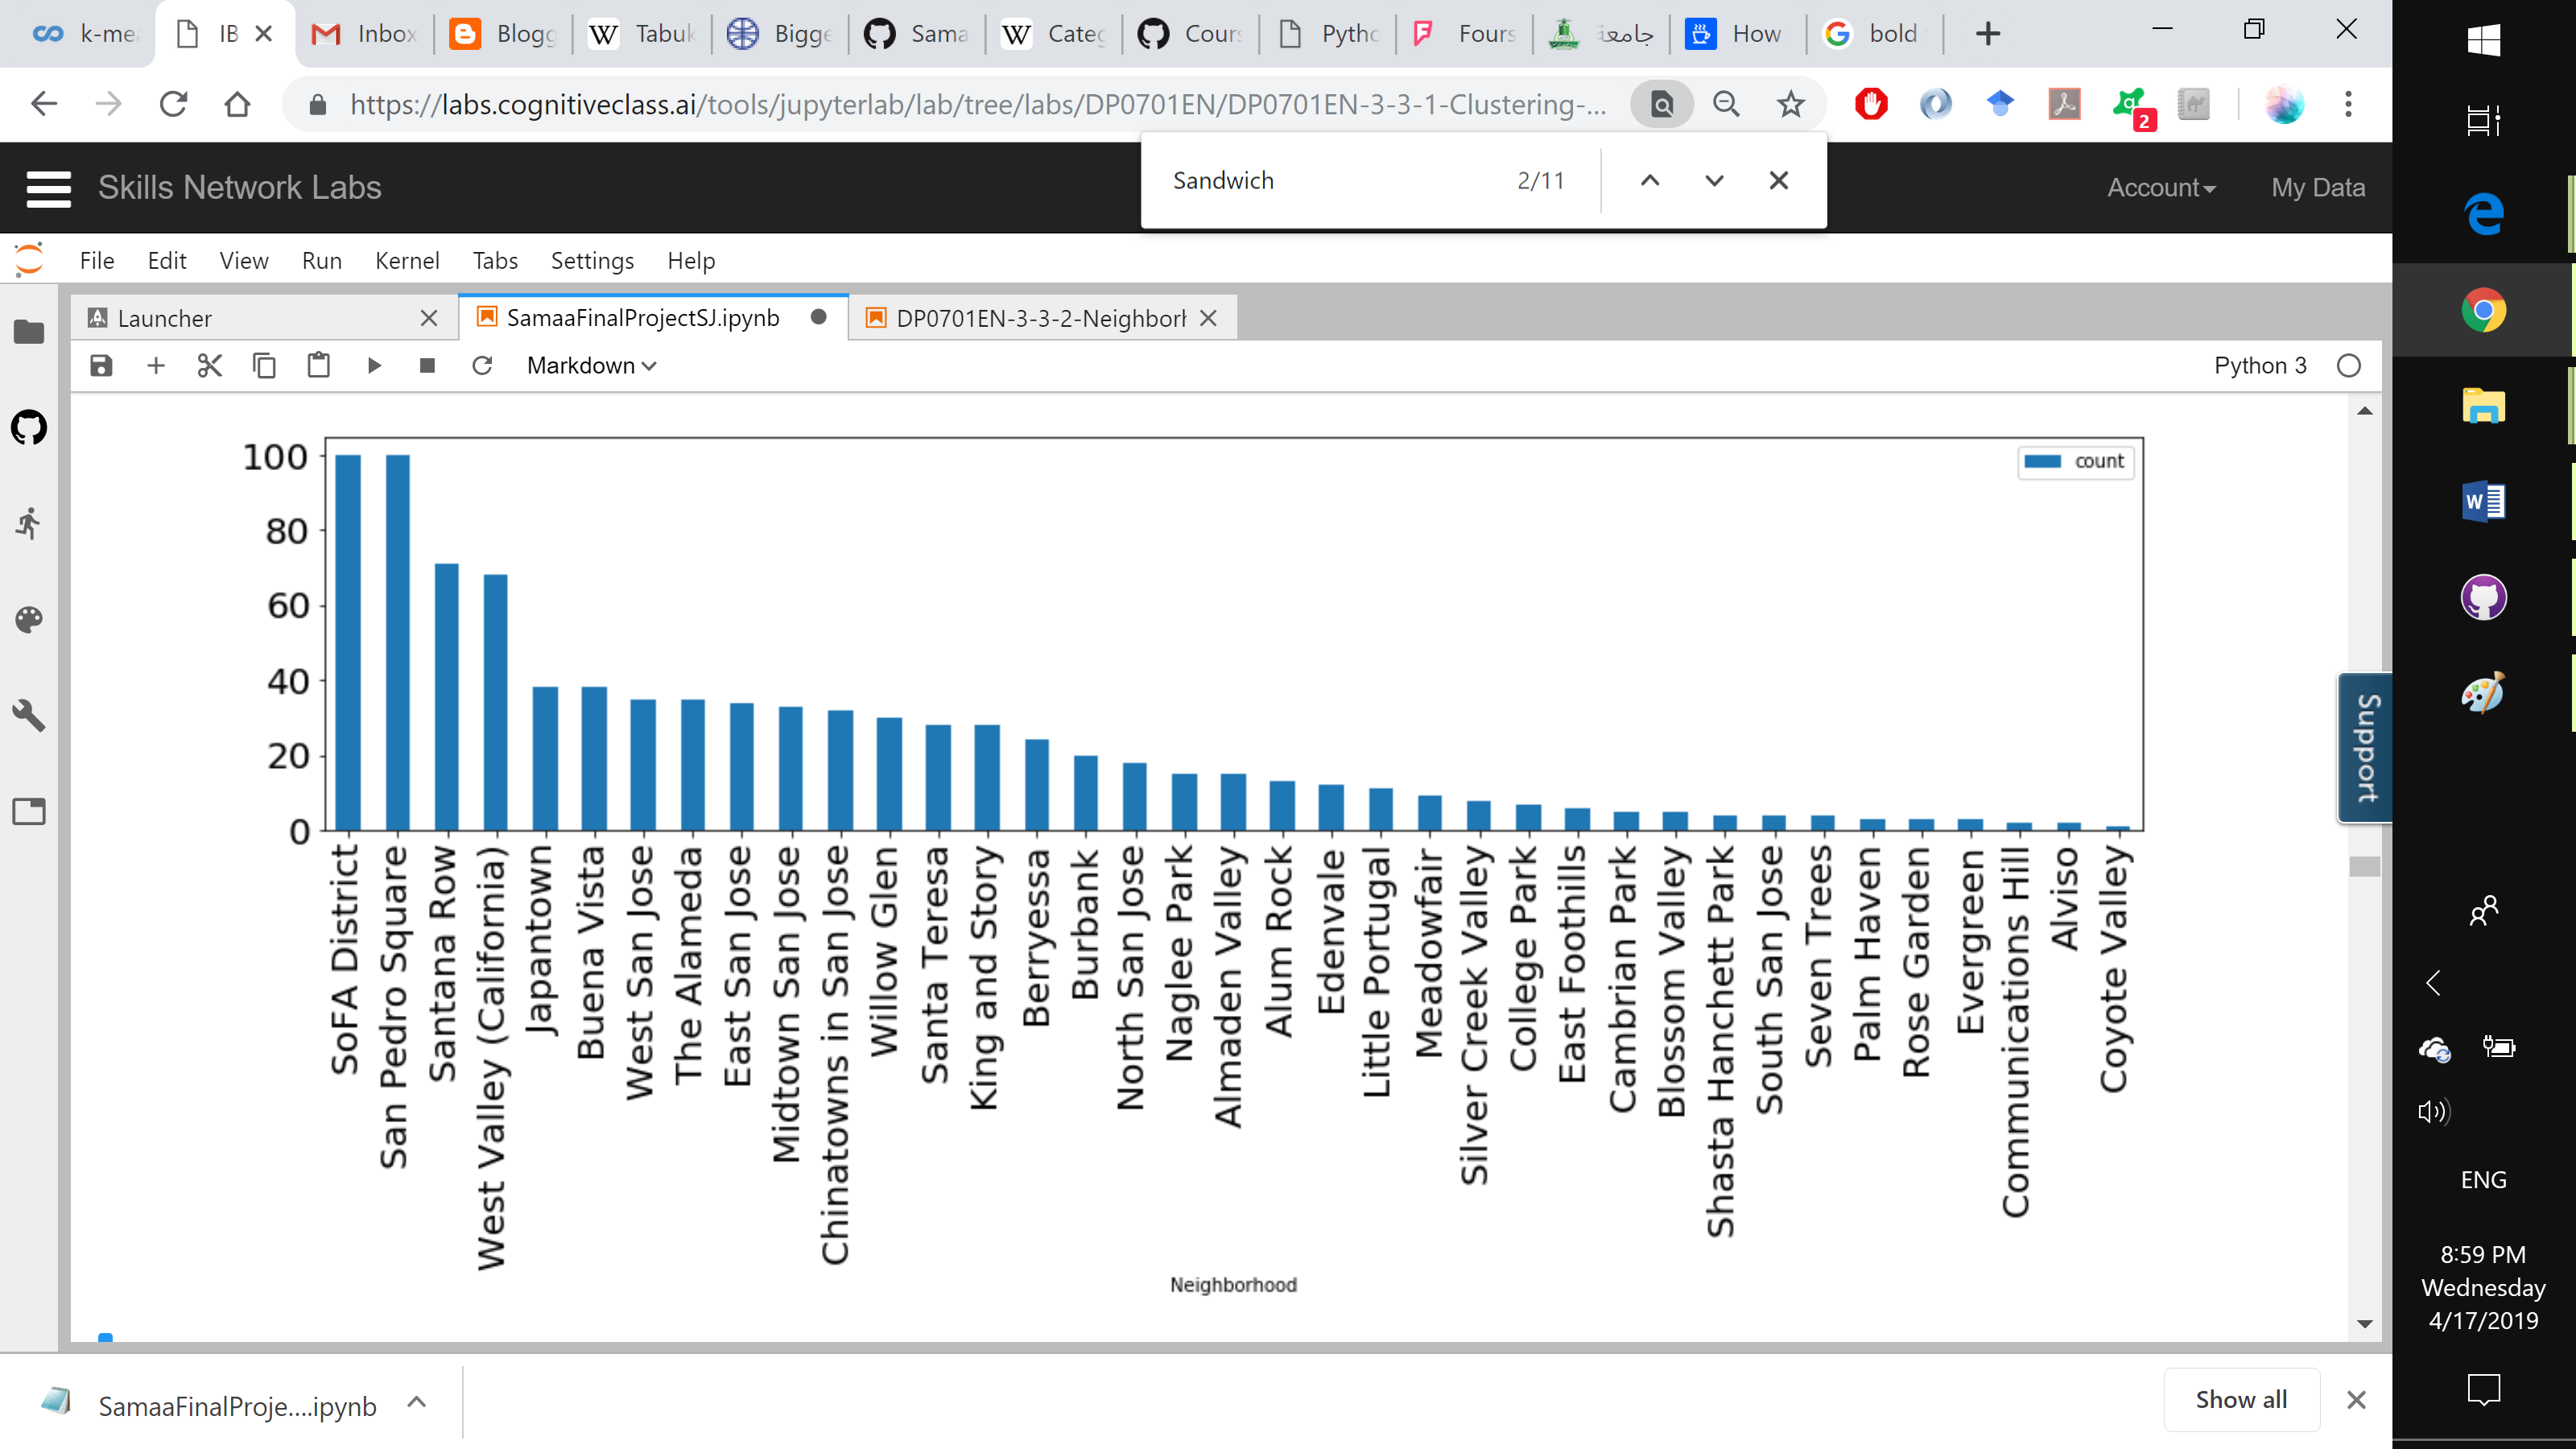 k-mea
IB
Inbox
Blogg
Tabuk
Bigge
Sama
Categ
Cours
Pytho
Fours
جامعة
How
bold
https://labs.cognitiveclass.ai/tools/jupyterlab/lab/tree/labs/DP0701EN/DP0701EN-3-3-1-Clustering-...
2
Sandwich 2/11
Skills Network Labs
Account
My Data
File Edit View Run Kernel Tabs Settings Help
Launcher
SamaaFinalProjectSJ.ipynb
DP0701EN-3-3-2-Neighborh
Markdown
Python 3
count
100
80
60
40
20
0
SoFA District
San Pedro Square
Santana Row
West Valley (California)
Japantown
Buena Vista
West San Jose
The Alameda
East San Jose
Midtown San Jose
Chinatowns in San Jose
Willow Glen
Santa Teresa
King and Story
Berryessa
Burbank
North San Jose
Naglee Park
Almaden Valley
Alum Rock
Edenvale
Little Portugal
Meadowfair
Silver Creek Valley
College Park
East Foothills
Cambrian Park
Blossom Valley
Shasta Hanchett Park
South San Jose
Seven Trees
Palm Haven
Rose Garden
Evergreen
Communications Hill
Alviso
Coyote Valley
Neighborhood
Support
SamaaFinalProje....ipynb
Show all
ENG
8:59 PM
Wednesday
4/17/2019